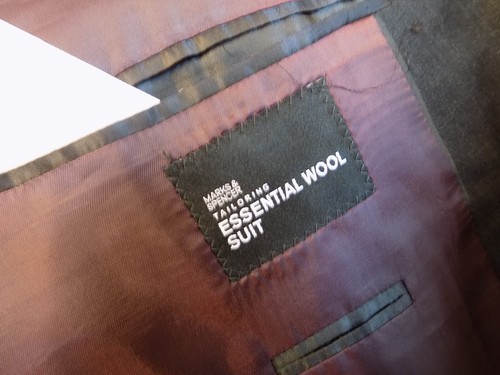 MARKS &
SPENCER
TAILORING
ESSENTIAL WOOL
SUIT